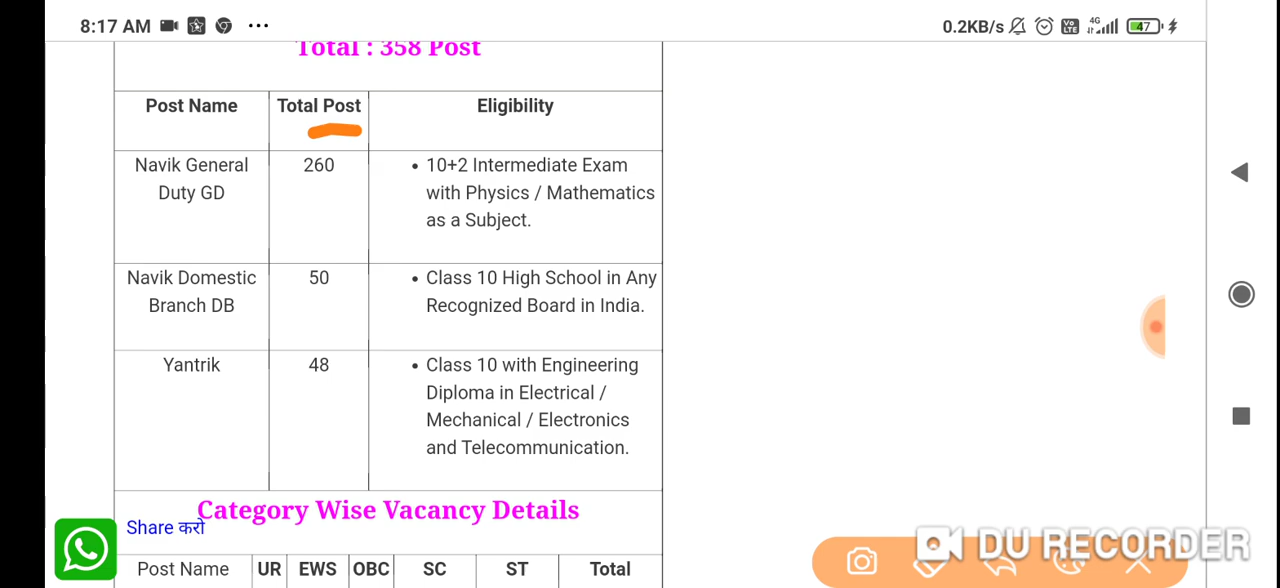 8:17 AM
0.2KB/s Vo LTE 4G 47
Total : 358 Post
Post Name Total Post Eligibility
Navik General 260 • 10+2 Intermediate Exam
Duty GD with Physics / Mathematics
as a Subject.
Navik Domestic 50 • Class 10 High School in Any
Branch DB Recognized Board in India.
Yantrik 48 • Class 10 with Engineering
Diploma in Electrical /
Mechanical / Electronics
and Telecommunication.
Category Wise Vacancy Details
Share करो
DU RECORDER
Post Name UR EWS OBC SC ST Total